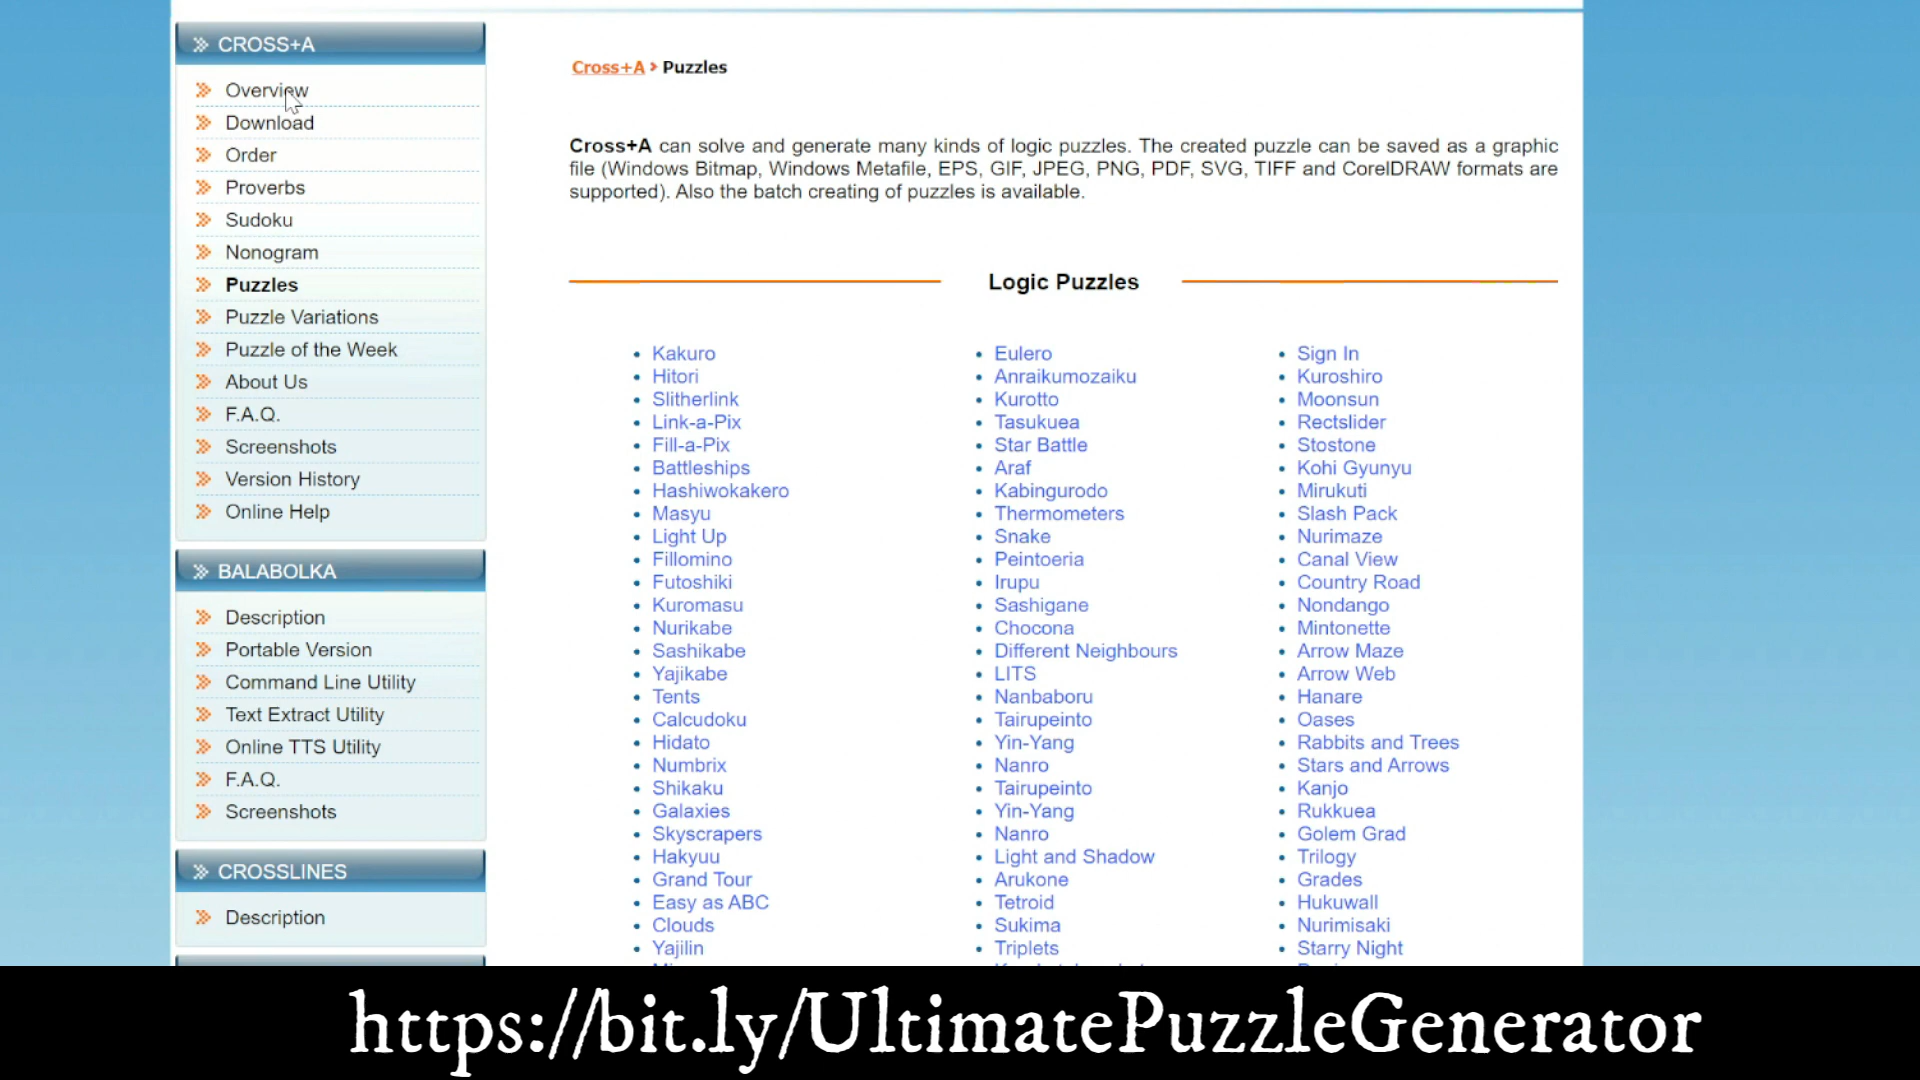 CROSS+A
Overview
Download
Order
Proverbs
Sudoku
Nonogram
Puzzles
Puzzle Variations
Puzzle of the Week
About Us
F.A.Q.
Screenshots
Version History
Online Help
BALABOLKA
Description
Portable Version
Command Line Utility
Text Extract Utility
Online TTS Utility
F.A.Q.
Screenshots
CROSSLINES
Description
Cross+A > Puzzles
Cross+A can solve and generate many kinds of logic puzzles. The created puzzle can be saved as a graphic
file (Windows Bitmap, Windows Metafile, EPS, GIF, JPEG, PNG, PDF, SVG, TIFF and CorelDRAW formats are
supported). Also the batch creating of puzzles is available.
Logic Puzzles
Kakuro
Hitori
Slitherlink
Link-a-Pix
Fill-a-Pix
Battleships
Hashiwokakero
Masyu
Light Up
Fillomino
Futoshiki
Kuromasu
Nurikabe
Sashikabe
Yajikabe
Tents
Calcudoku
Hidato
Numbrix
Shikaku
Galaxies
Skyscrapers
Hakyuu
Grand Tour
Easy as ABC
Clouds
Yajilin
Eulero
Anraikumozaiku
Kurotto
Tasukuea
Star Battle
Araf
Kabingurodo
Thermometers
Snake
Peintoeria
Irupu
Sashigane
Chocona
Different Neighbours
LITS
Nanbaboru
Tairupeinto
Yin-Yang
Nanro
Tairupeinto
Yin-Yang
Nanro
Light and Shadow
Arukone
Tetroid
Sukima
Triplets
Sign In
Kuroshiro
Moonsun
Rectslider
Stostone
Kohi Gyunyu
Mirukuti
Slash Pack
Nurimaze
Canal View
Country Road
Nondango
Mintonette
Arrow Maze
Arrow Web
Hanare
Oases
Rabbits and Trees
Stars and Arrows
Kanjo
Rukkuea
Golem Grad
Trilogy
Grades
Hukuwall
Nurimisaki
Starry Night
https://bit.ly/UltimatePuzzleGenerator